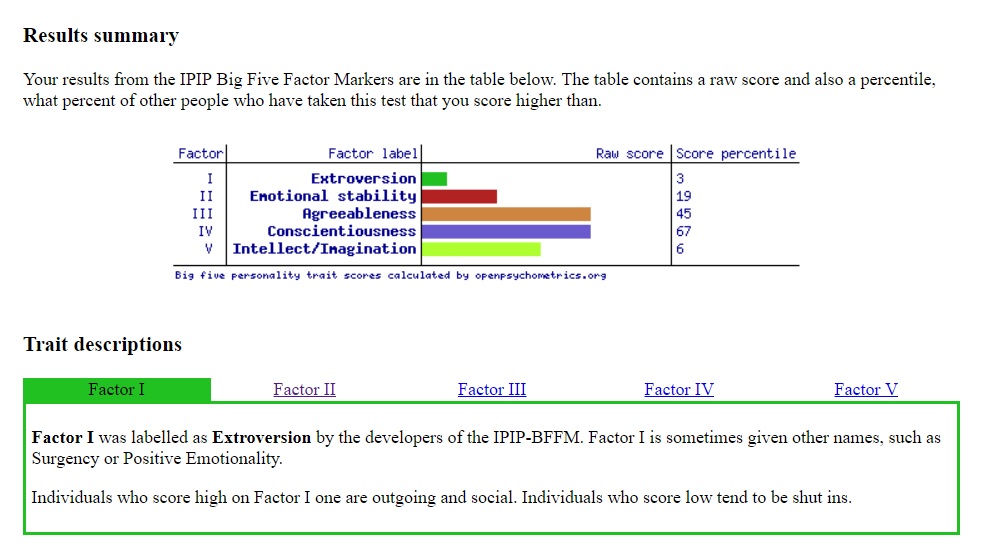 Results summary
Your results from the IPIP Big Five Factor Markers are in the table below. The table contains a raw score and also a percentile,
what percent of other people who have taken this test that you score higher than.
Factor Factor label Raw score Score percentile
I Extroversion 3
II Emotional stability 19
III Agreeableness 45
IV Conscientiousness 67
V Intellect/Imagination 6
Big five personality trait scores calculated by openpsychometrics.org
Trait descriptions
Factor I Factor II Factor III Factor IV Factor V
Factor I was labelled as Extroversion by the developers of the IPIP-BFFM. Factor I is sometimes given other names, such as
Surgency or Positive Emotionality.
Individuals who score high on Factor I one are outgoing and social. Individuals who score low tend to be shut ins.